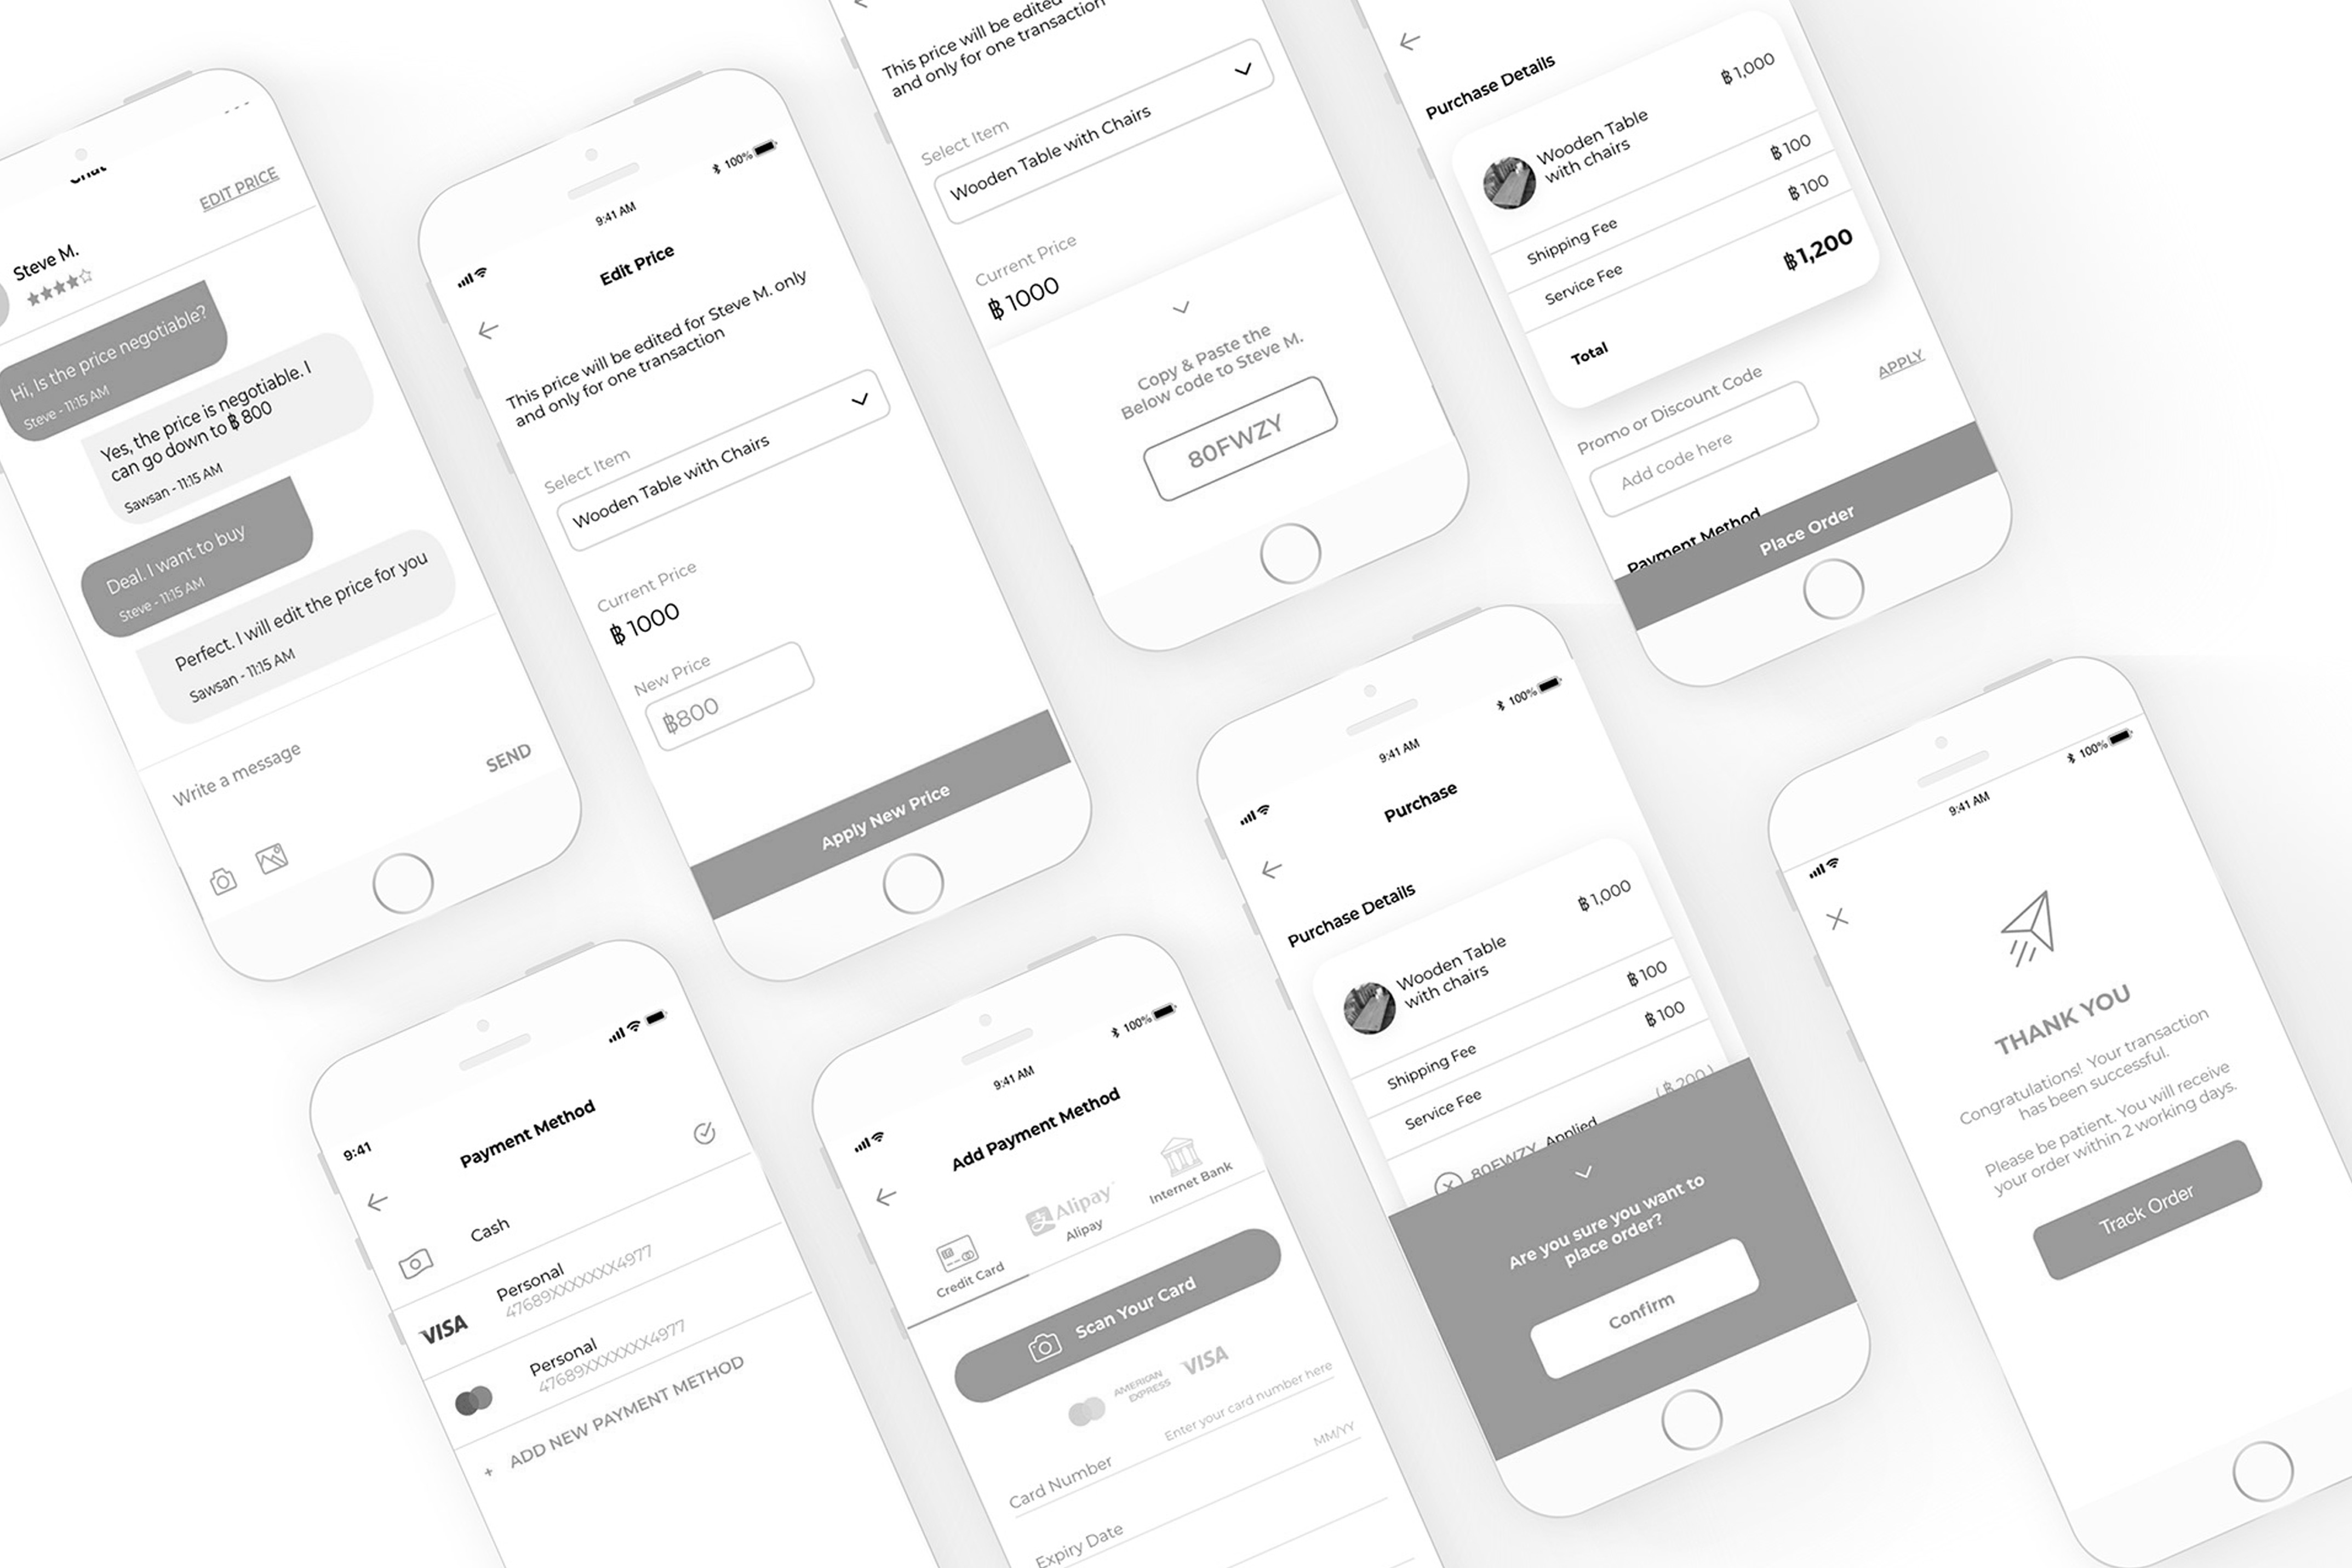 Chat
EDIT PRICE
Steve M.
Hi, Is the price negotiable?
Steve - 11:15 AM
Yes, the price is negotiable. I
can go down to ฿ 800
Sawsan - 11:15 AM
Deal. I want to buy
Steve - 11:15 AM
Perfect. I will edit the price for you
Sawsan - 11:15 AM
Write a message
SEND
100%
9:41 AM
Edit Price
This price will be edited for Steve M. only
and only for one transaction
Select Item
Wooden Table with Chairs
Current Price
฿ 1000
New Price
฿800
Apply New Price
This price will be edited
and only for one transaction
Select Item
Wooden Table with Chairs
Current Price
฿ 1000
Copy & Paste the
Below code to Steve M.
80FWZY
Purchase Details
Wooden Table
with chairs
฿ 1,000
Shipping Fee
฿ 100
Service Fee
฿ 100
Total
฿1,200
Promo or Discount Code
Add code here
APPLY
Payment Method
Place Order
9:41
Payment Method
Cash
VISA
Personal
47689XXXXXXX4977
Personal
47689XXXXXXX4977
+ ADD NEW PAYMENT METHOD
100%
9:41 AM
Add Payment Method
Credit Card
支 Alipay
Alipay
Internet Bank
Scan Your Card
AMERICAN
EXPRESS
VISA
Card Number
Enter your card number here
Expiry Date
MM/YY
100%
9:41 AM
Purchase
Purchase Details
Wooden Table
with chairs
฿ 1,000
Shipping Fee
฿ 100
Service Fee
฿ 100
80FWZY Applied
( ฿ 200 )
Are you sure you want to
place order?
Confirm
100%
9:41 AM
THANK YOU
Congratulations! Your transaction
has been successful.
Please be patient. You will receive
your order within 2 working days.
Track Order